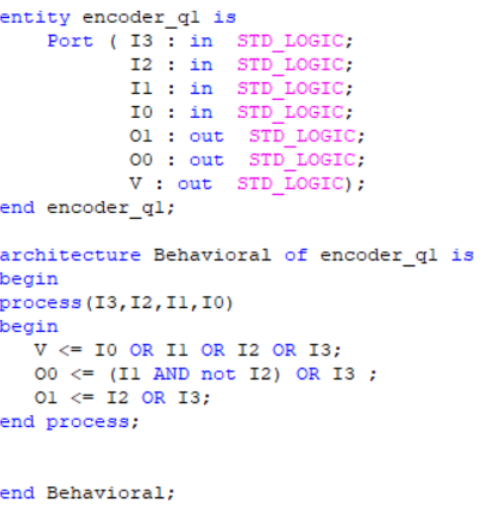 entity encoder_q1 is
    Port ( I3 : in  STD_LOGIC;
           I2 : in  STD_LOGIC;
           I1 : in  STD_LOGIC;
           I0 : in  STD_LOGIC;
           O1 : out  STD_LOGIC;
           O0 : out  STD_LOGIC;
           V : out  STD_LOGIC);
end encoder_q1;
architecture Behavioral of encoder_q1 is
begin
process(I3,I2,I1,I0)
begin
   V <= I0 OR I1 OR I2 OR I3;
   O0 <= (I1 AND not I2) OR I3 ;
   O1 <= I2 OR I3;
end process;
end Behavioral;